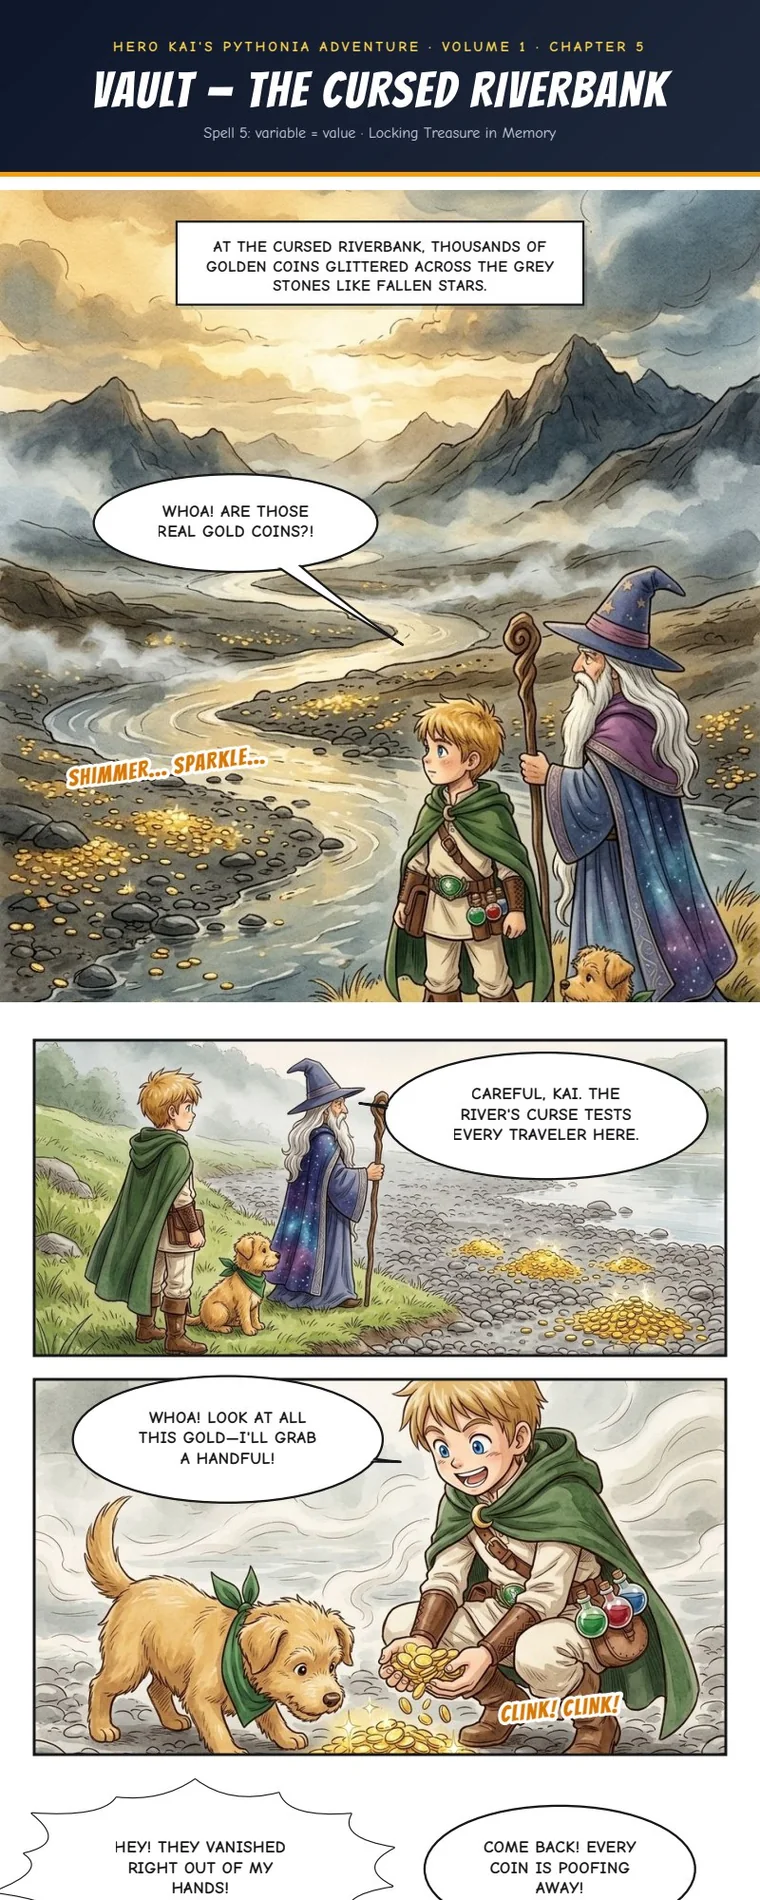 HERO KAI'S PYTHONIA ADVENTURE · VOLUME 1 · CHAPTER 5
VAULT – THE CURSED RIVERBANK
Spell 5: variable = value · Locking Treasure in Memory
AT THE CURSED RIVERBANK, THOUSANDS OF
GOLDEN COINS GLITTERED ACROSS THE GREY
STONES LIKE FALLEN STARS.
WHOA! ARE THOSE
REAL GOLD COINS?!
SHIMMER... SPARKLE...
CAREFUL, KAI. THE
RIVER'S CURSE TESTS
EVERY TRAVELER HERE.
WHOA! LOOK AT ALL
THIS GOLD—I'LL GRAB
A HANDFUL!
CLINK! CLINK!
HEY! THEY VANISHED
RIGHT OUT OF MY
HANDS!
COME BACK! EVERY
COIN IS POOFING
AWAY!